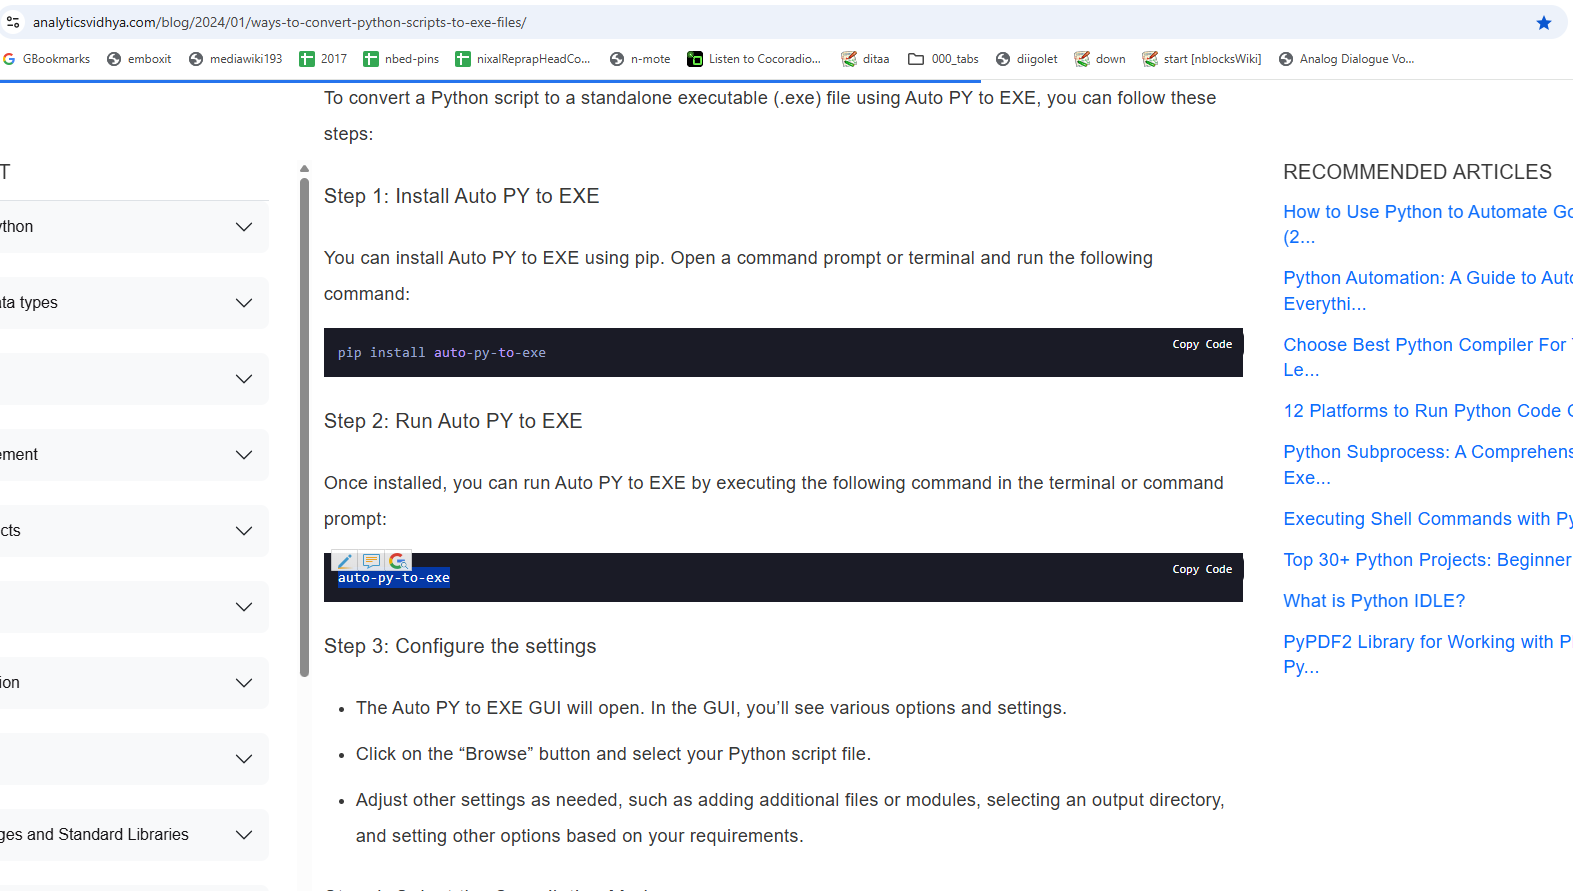 analyticsvidhya.com/blog/2024/01/ways-to-convert-python-scripts-to-exe-files/
GBookmarks emboxit mediawiki193 2017 nbed-pins nixalReprapHeadCo... n-mote Listen to Cocoradio... ditaa 000_tabs diigolet down start [nblocksWiki] Analog Dialogue Vo...
To convert a Python script to a standalone executable (.exe) file using Auto PY to EXE, you can follow these
steps:
T
ython
ata types
ement
cts
ion
ges and Standard Libraries
Step 1: Install Auto PY to EXE
You can install Auto PY to EXE using pip. Open a command prompt or terminal and run the following
command:
pip install auto-py-to-exe
Copy Code
Step 2: Run Auto PY to EXE
Once installed, you can run Auto PY to EXE by executing the following command in the terminal or command
prompt:
auto-py-to-exe
Copy Code
Step 3: Configure the settings
• The Auto PY to EXE GUI will open. In the GUI, you’ll see various options and settings.
• Click on the “Browse” button and select your Python script file.
• Adjust other settings as needed, such as adding additional files or modules, selecting an output directory,
and setting other options based on your requirements.
RECOMMENDED ARTICLES
How to Use Python to Automate Go
(2...
Python Automation: A Guide to Auto
Everythi...
Choose Best Python Compiler For
Le...
12 Platforms to Run Python Code
Python Subprocess: A Comprehens
Exe...
Executing Shell Commands with Py
Top 30+ Python Projects: Beginner
What is Python IDLE?
PyPDF2 Library for Working with P
Py...